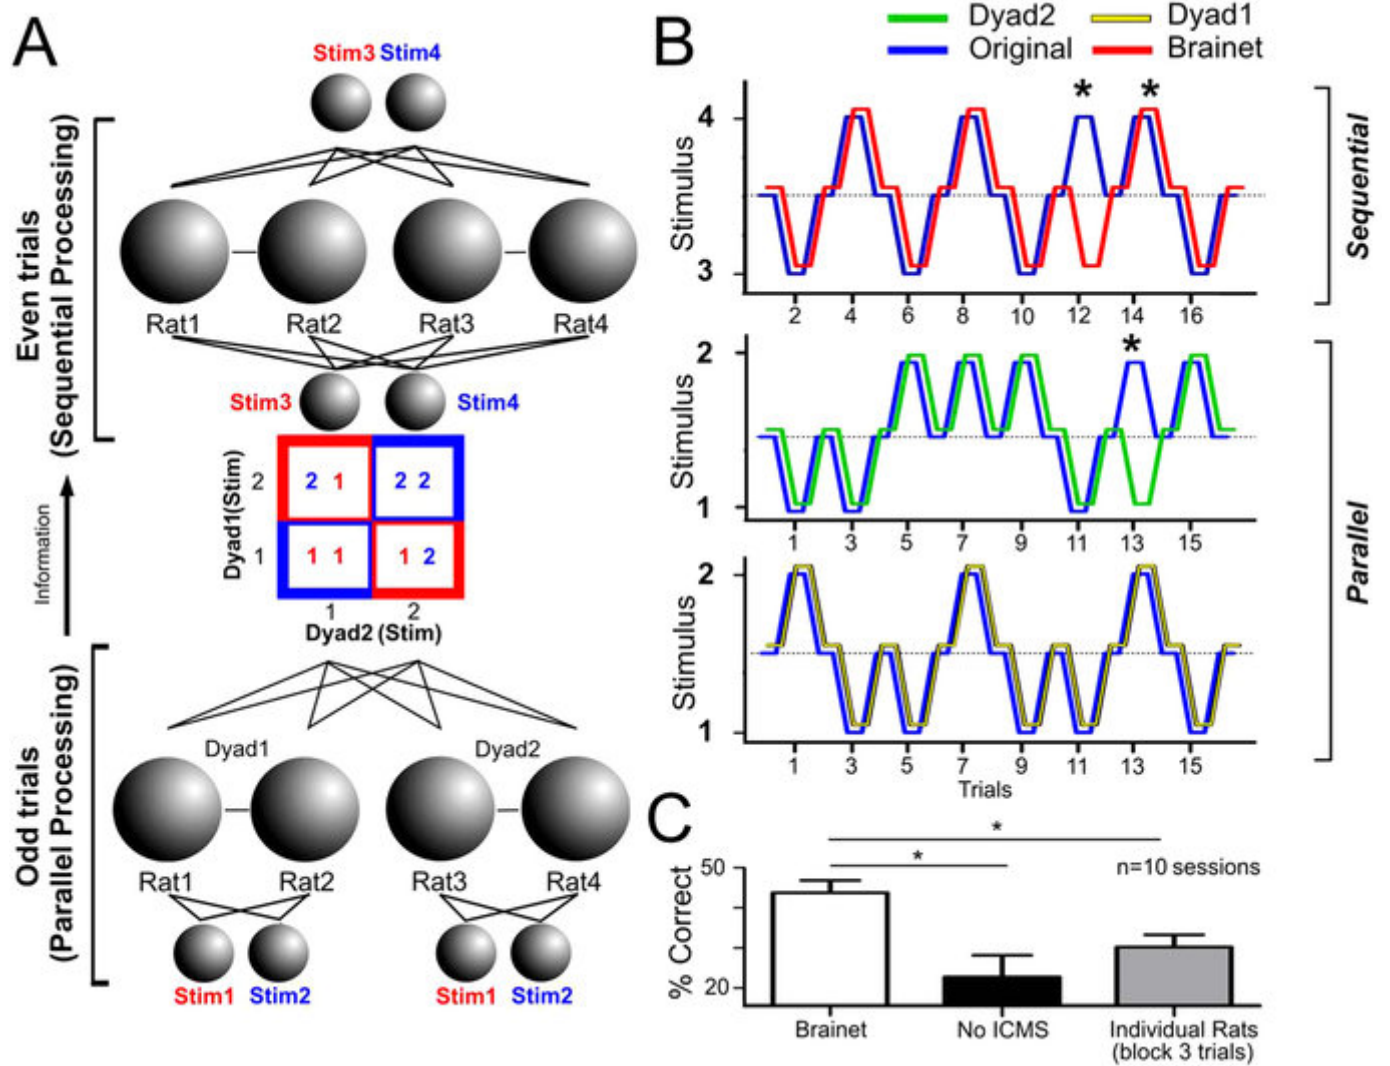 A
Stim3 Stim4
Even trials
(Sequential Processing)
Rat1 Rat2 Rat3 Rat4
Stim3 Stim4
Information
Dyad1(Stim)
2
2 1
2 2
1
1 1
1 2
1 2
Dyad2 (Stim)
Odd trials
(Parallel Processing)
Dyad1 Dyad2
Rat1 Rat2 Rat3 Rat4
Stim1 Stim2 Stim1 Stim2
B
Dyad2 Dyad1
Original Brainet
* *
4
Stimulus
3
2 4 6 8 10 12 14 16
Sequential
*
2
Stimulus
1
1 3 5 7 9 11 13 15
2
Stimulus
1
1 3 5 7 9 11 13 15
Trials
Parallel
C
*
*
n=10 sessions
50
% Correct
20
Brainet No ICMS Individual Rats
(block 3 trials)